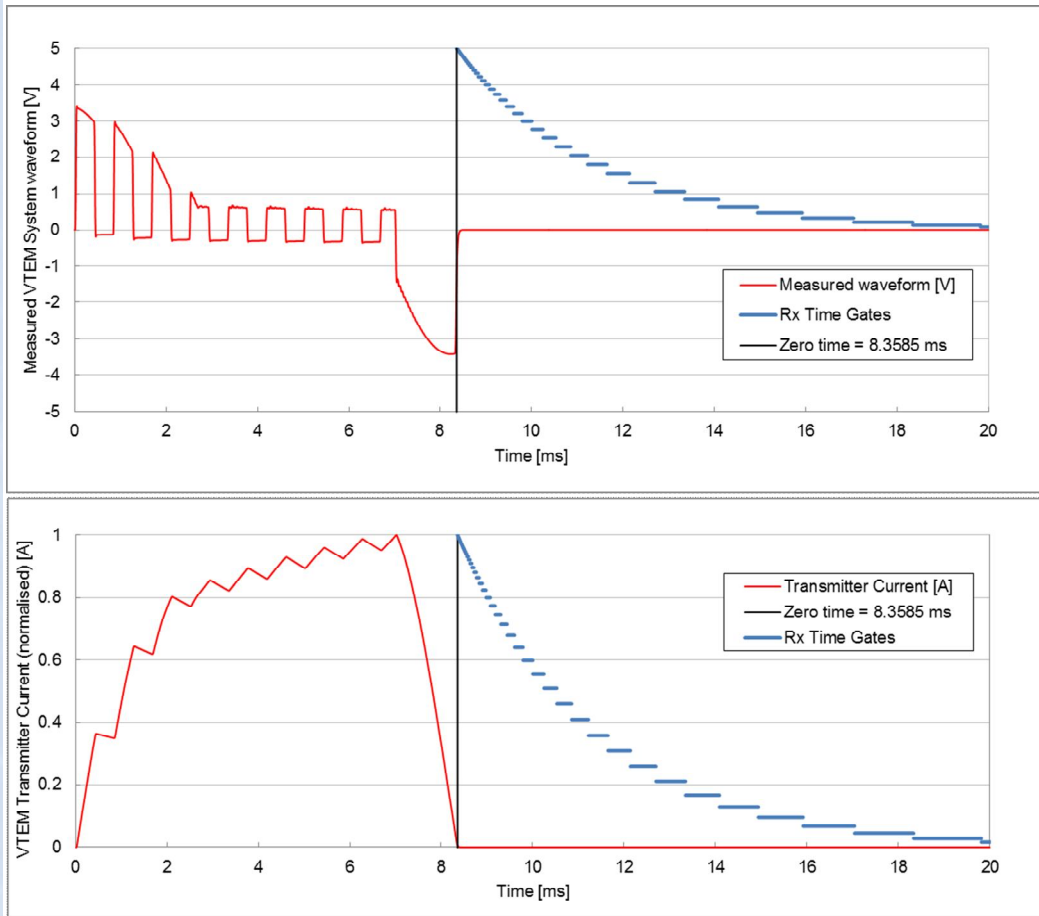 Measured VTEM System waveform [V]
5
4
3
2
1
0
-1
-2
-3
-4
-5
0 2 4 6 8 10 12 14 16 18 20
Time [ms]
Measured waveform [V]
Rx Time Gates
Zero time = 8.3585 ms
VTEM Transmitter Current (normalised) [A]
1
0.8
0.6
0.4
0.2
0
0 2 4 6 8 10 12 14 16 18 20
Time [ms]
Transmitter Current [A]
Zero time = 8.3585 ms
Rx Time Gates